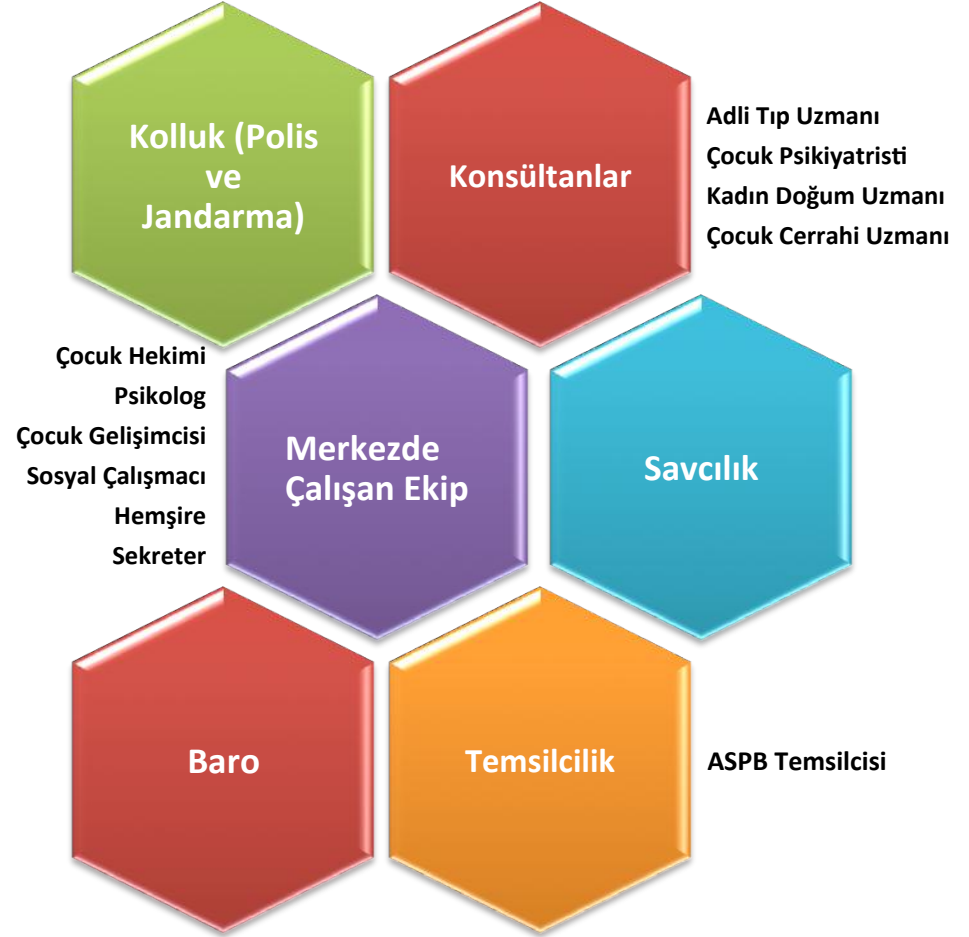 Kolluk (Polis
ve
Jandarma)
Konsültanlar
Adli Tıp Uzmanı
Çocuk Psikiyatristi
Kadın Doğum Uzmanı
Çocuk Cerrahi Uzmanı
Çocuk Hekimi
Psikolog
Çocuk Gelişimcisi
Sosyal Çalışmacı
Hemşire
Sekreter
Merkezde
Çalışan Ekip
Savcılık
Baro
Temsilcilik
ASPB Temsilcisi